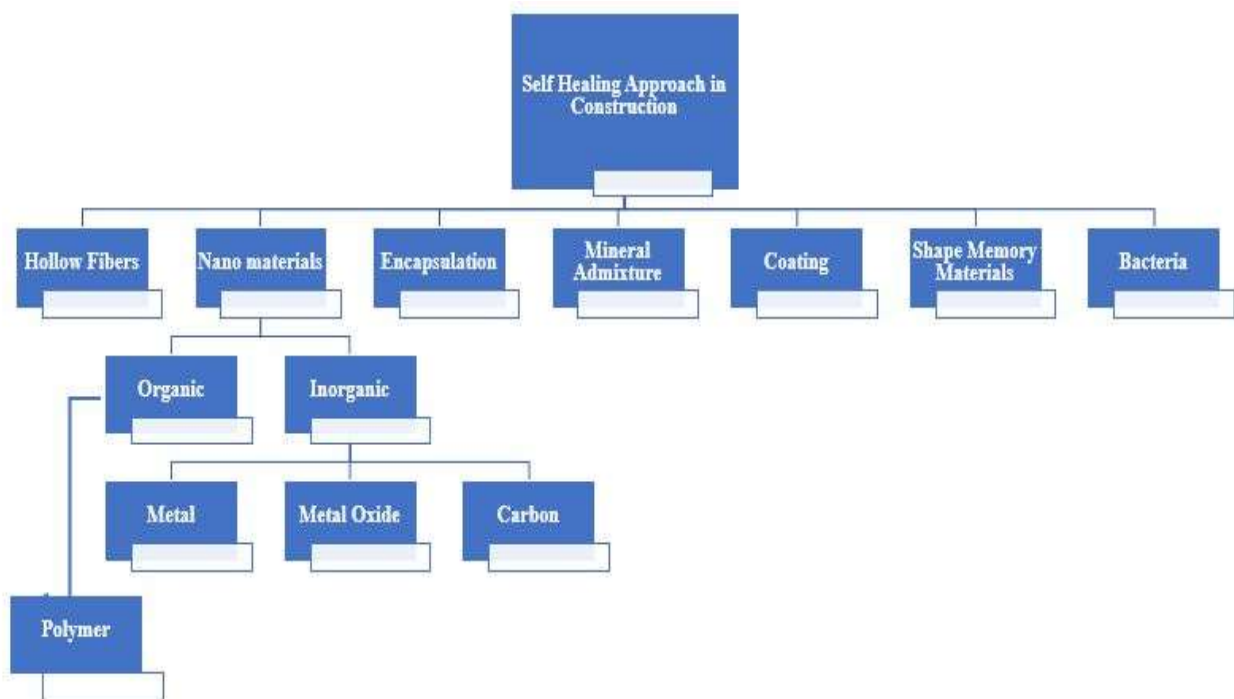 Self Healing Approach in
Construction
Hollow Fibers
Nano materials
Encapsulation
Mineral
Admixture
Coating
Shape Memory
Materials
Bacteria
Organic
Inorganic
Metal
Metal Oxide
Carbon
Polymer